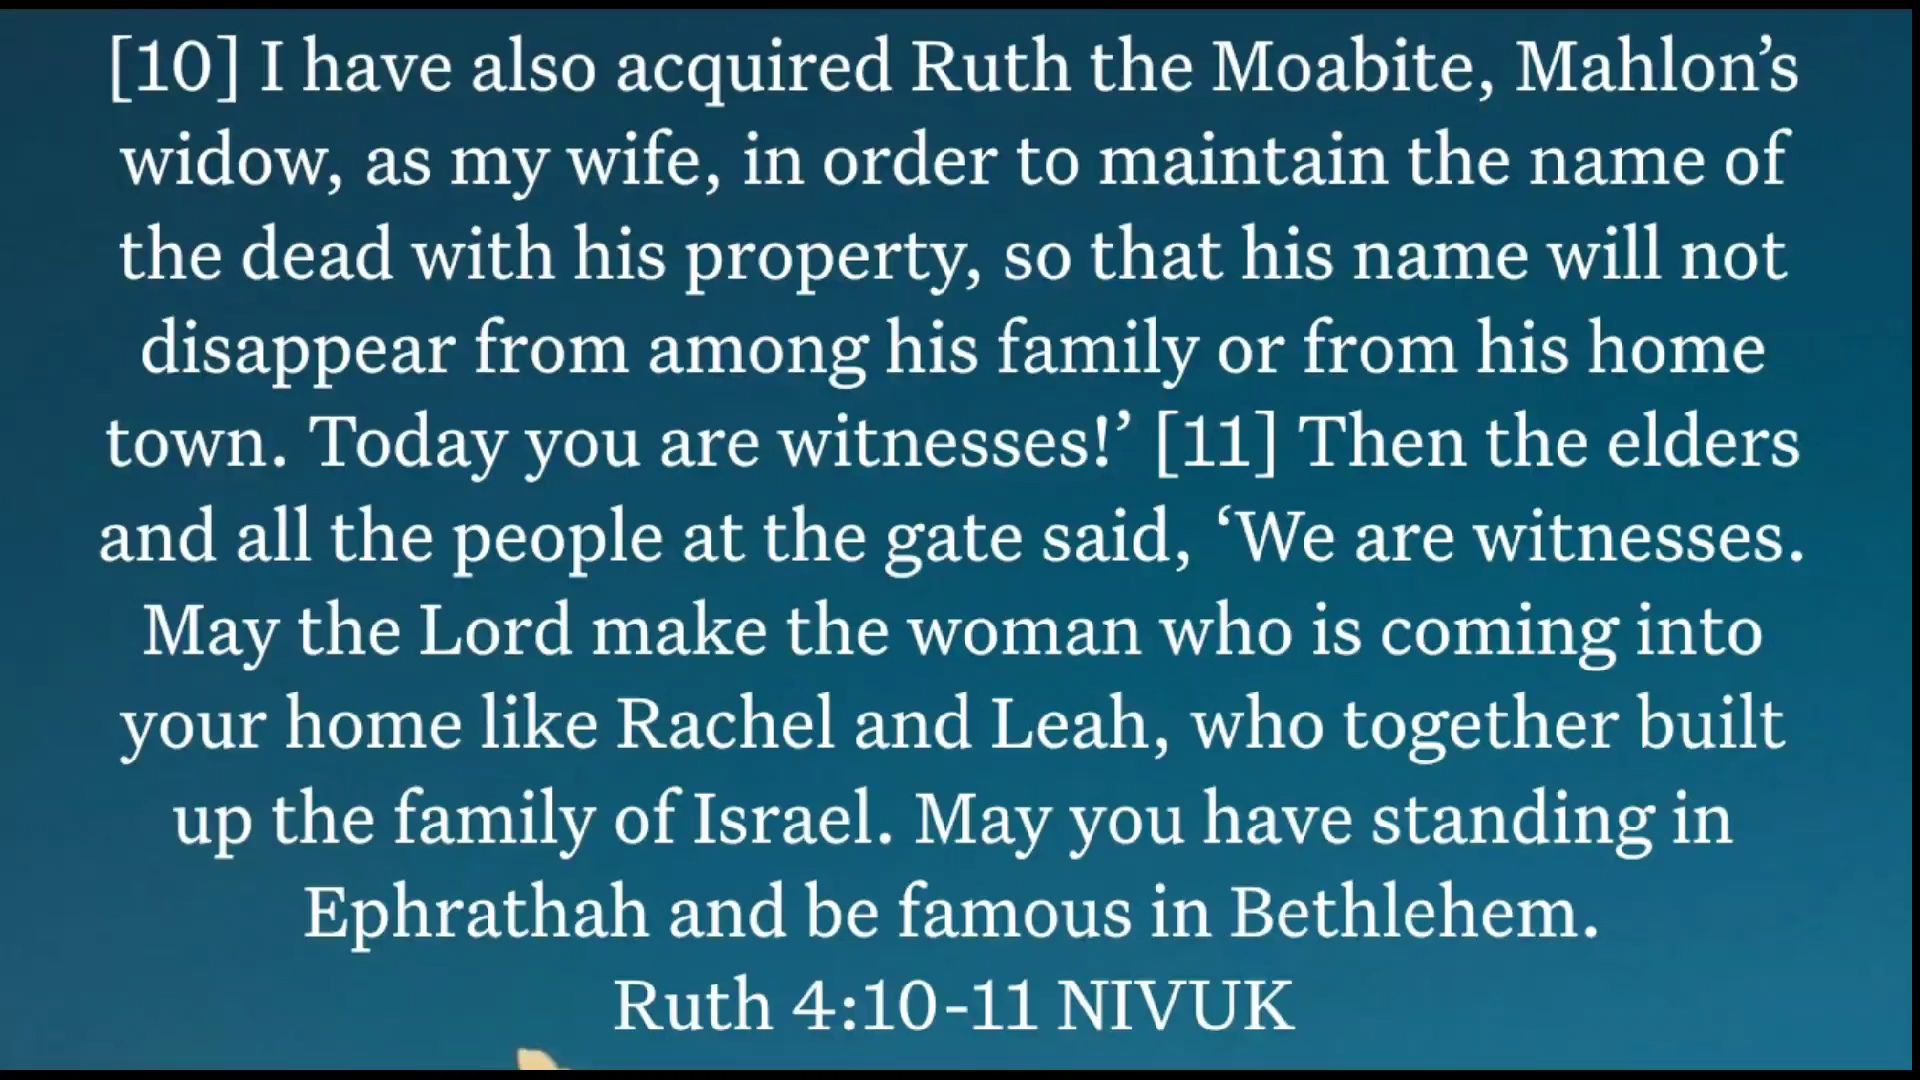 [10] I have also acquired Ruth the Moabite, Mahlon’s
widow, as my wife, in order to maintain the name of
the dead with his property, so that his name will not
disappear from among his family or from his home
town. Today you are witnesses!’ [11] Then the elders
and all the people at the gate said, ‘We are witnesses.
May the Lord make the woman who is coming into
your home like Rachel and Leah, who together built
up the family of Israel. May you have standing in
Ephrathah and be famous in Bethlehem.
Ruth 4:10-11 NIVUK